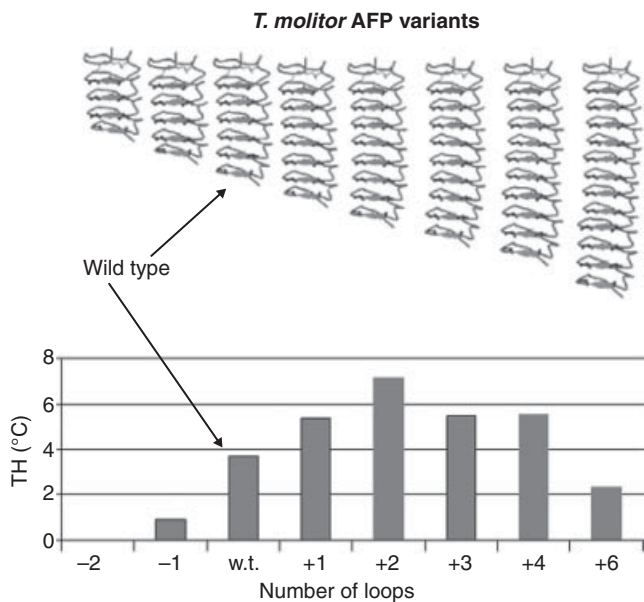 T. molitor AFP variants
Wild type
8
6
4
2
0
TH (°C)
–2 –1 w.t. +1 +2 +3 +4 +6
Number of loops